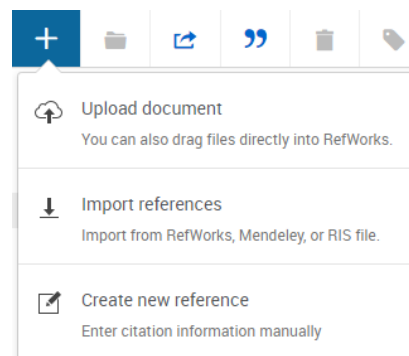 Upload document
You can also drag files directly into RefWorks.
Import references
Import from RefWorks, Mendeley, or RIS file.
Create new reference
Enter citation information manually